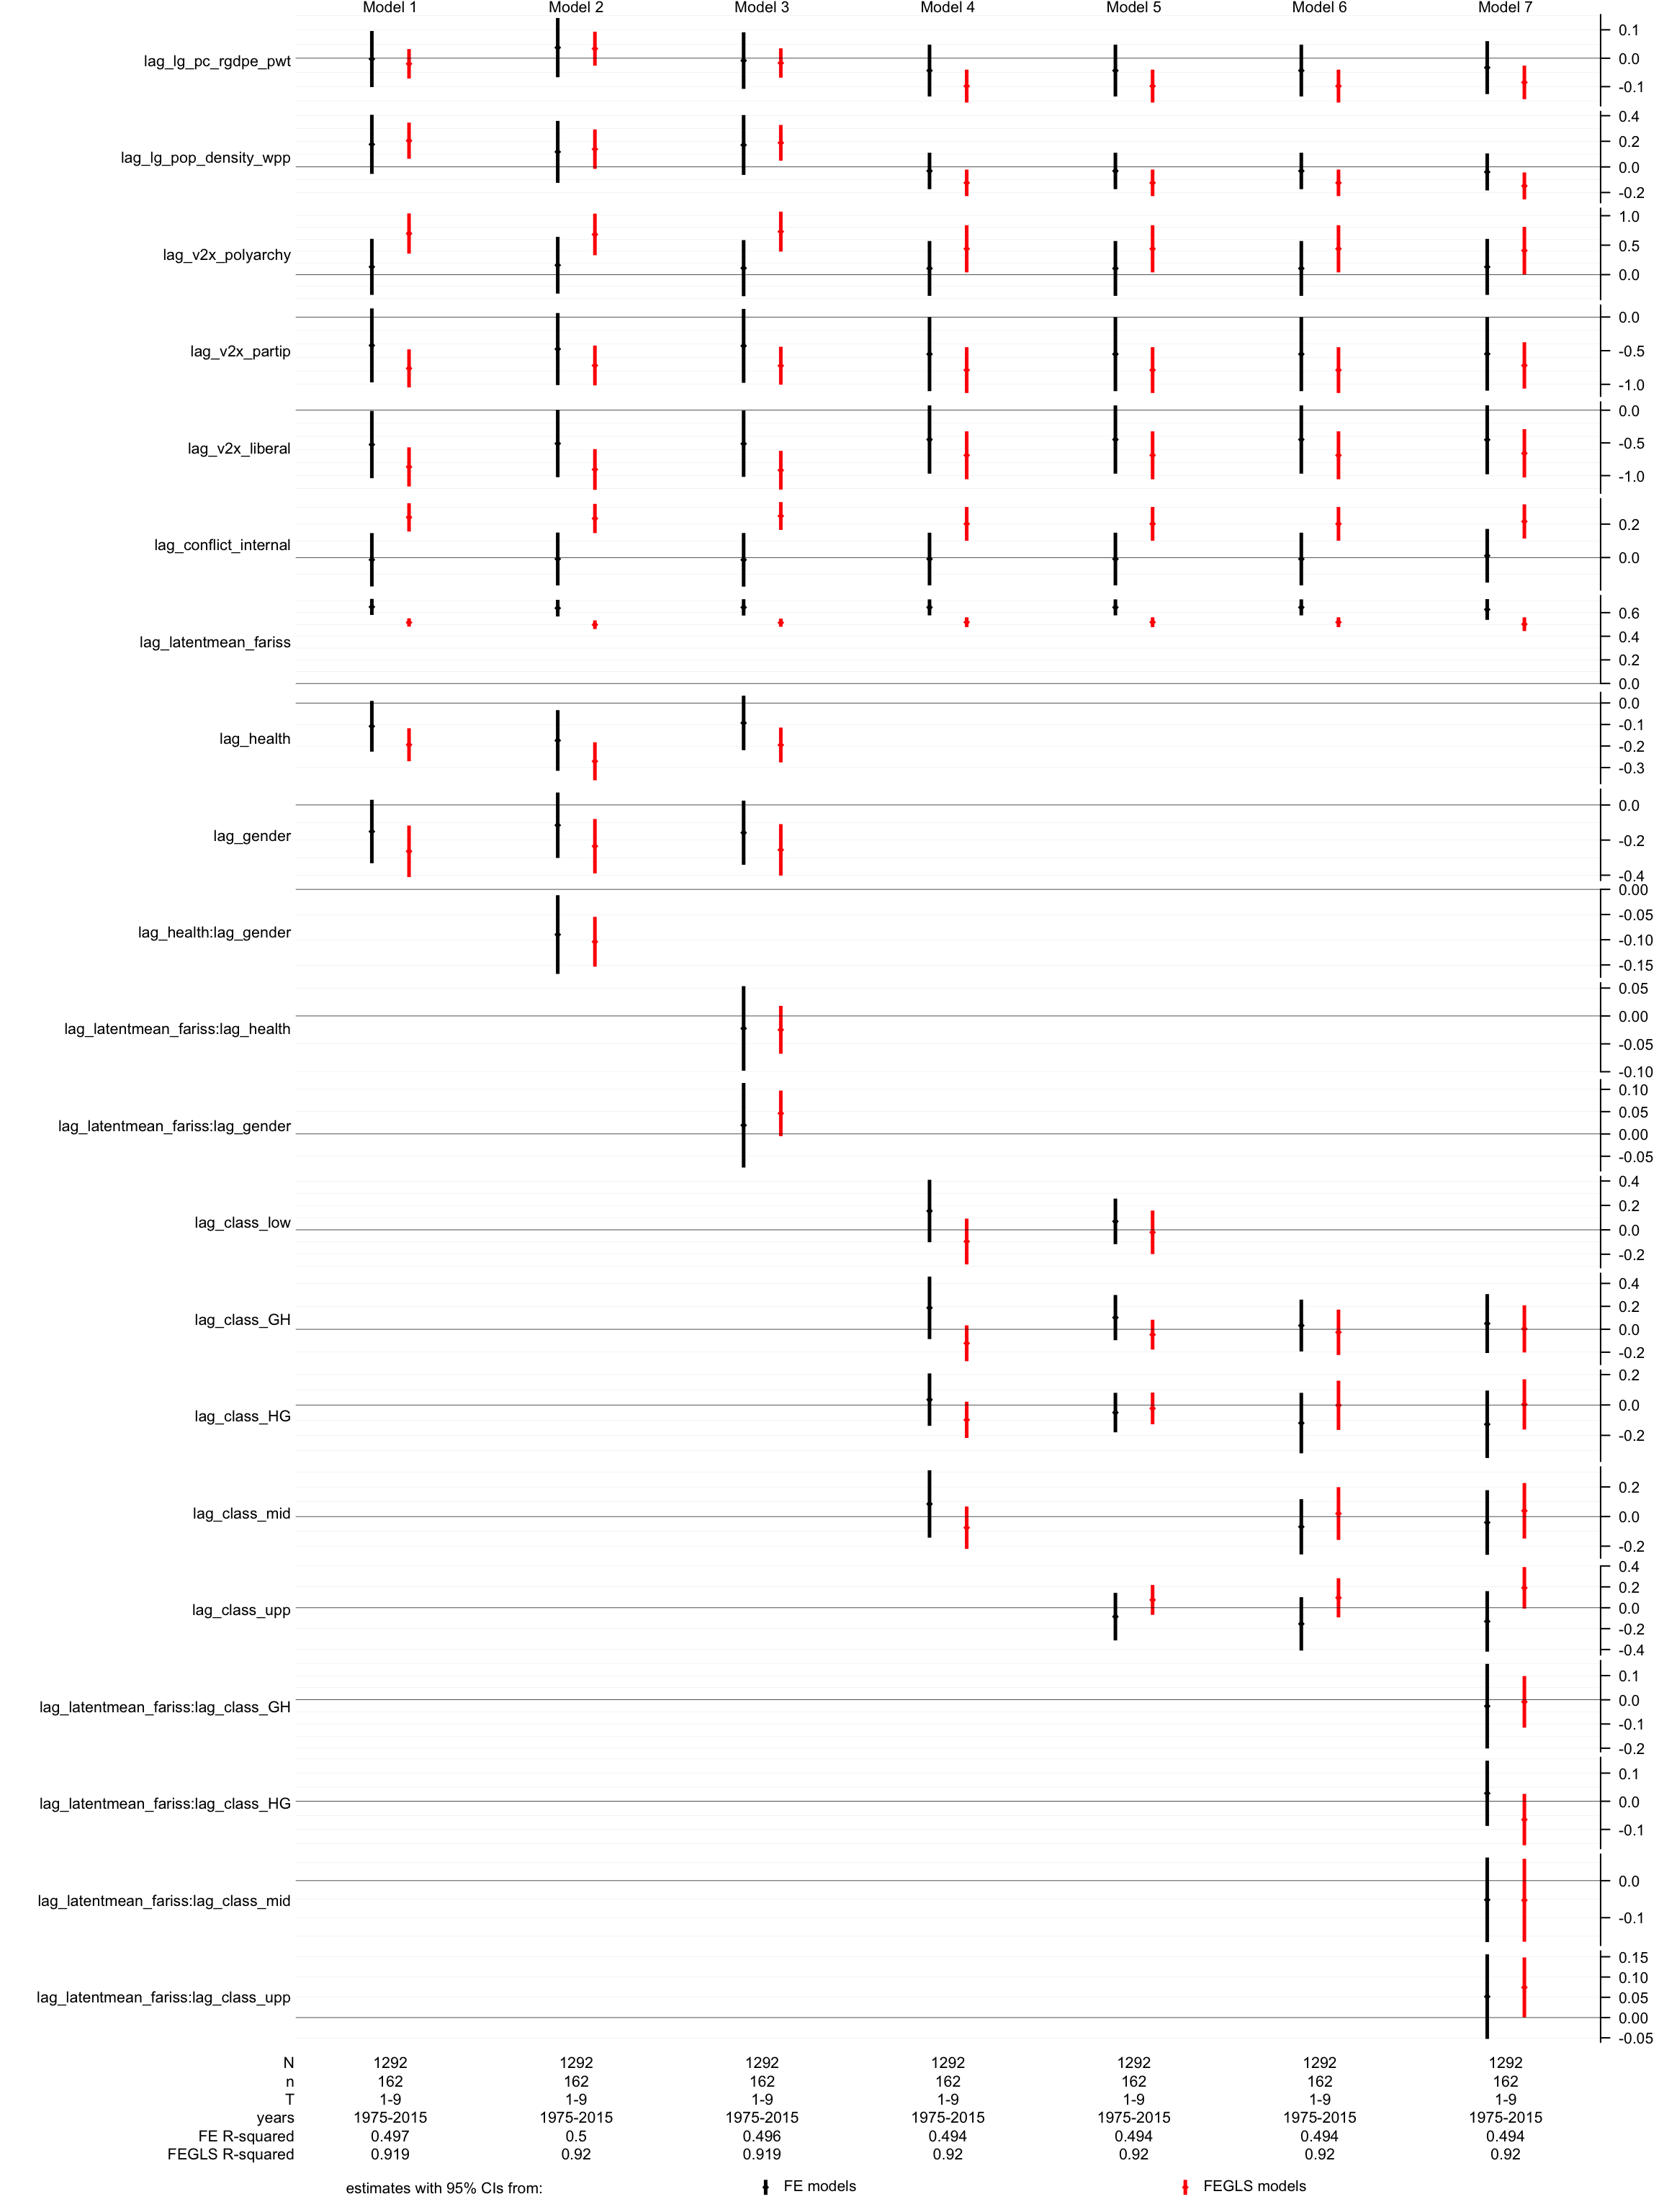 Model 1 Model 2 Model 3 Model 4 Model 5 Model 6 Model 7
lag_lg_pc_rgdpe_pwt
0.1
0.0
-0.1
lag_lg_pop_density_wpp
0.4
0.2
0.0
-0.2
lag_v2x_polyarchy
1.0
0.5
0.0
lag_v2x_partip
0.0
-0.5
-1.0
lag_v2x_liberal
0.0
-0.5
-1.0
lag_conflict_internal
0.2
0.0
lag_latentmean_fariss
0.6
0.4
0.2
0.0
lag_health
0.0
-0.1
-0.2
-0.3
lag_gender
0.0
-0.2
-0.4
lag_health:lag_gender
0.00
-0.05
-0.10
-0.15
lag_latentmean_fariss:lag_health
0.05
0.00
-0.05
-0.10
lag_latentmean_fariss:lag_gender
0.10
0.05
0.00
-0.05
lag_class_low
0.4
0.2
0.0
-0.2
lag_class_GH
0.4
0.2
0.0
-0.2
lag_class_HG
0.2
0.0
-0.2
lag_class_mid
0.2
0.0
-0.2
lag_class_upp
0.4
0.2
0.0
-0.2
-0.4
lag_latentmean_fariss:lag_class_GH
0.1
0.0
-0.1
-0.2
lag_latentmean_fariss:lag_class_HG
0.1
0.0
-0.1
lag_latentmean_fariss:lag_class_mid
0.0
-0.1
lag_latentmean_fariss:lag_class_upp
0.15
0.10
0.05
0.00
-0.05
N 1292 1292 1292 1292 1292 1292 1292
n 162 162 162 162 162 162 162
T 1-9 1-9 1-9 1-9 1-9 1-9 1-9
years 1975-2015 1975-2015 1975-2015 1975-2015 1975-2015 1975-2015 1975-2015
FE R-squared 0.497 0.5 0.496 0.494 0.494 0.494 0.494
FEGLS R-squared 0.919 0.92 0.919 0.92 0.92 0.92 0.92
estimates with 95% CIs from: FE models FEGLS models